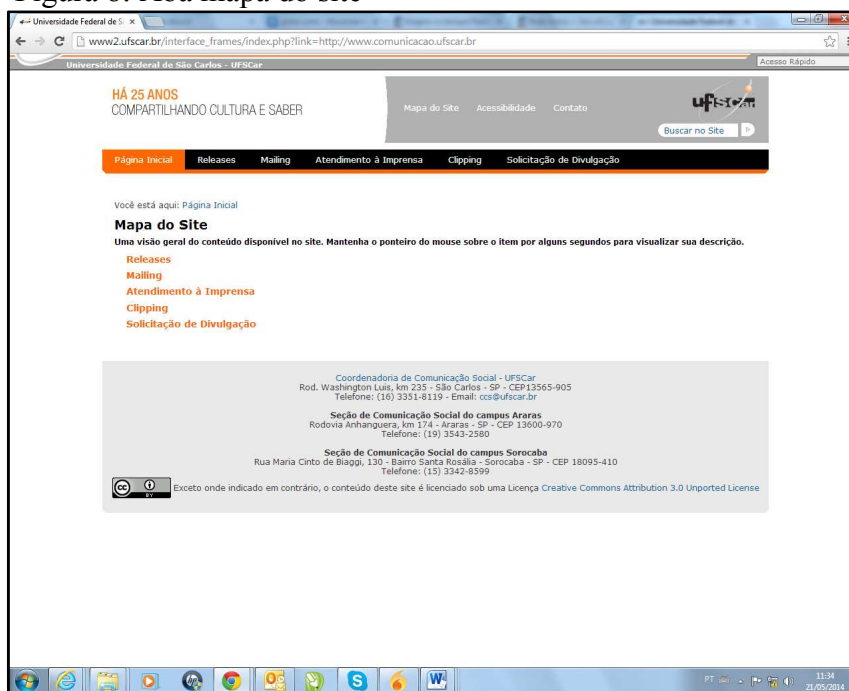 Figura 6: Aba mapa do site
Universidade Federal de S
www2.ufscar.br/interface_frames/index.php?link=http://www.comunicacao.ufscar.br
Universidade Federal de São Carlos - UFSCar
Acesso Rápido
HÁ 25 ANOS
COMPARTILHANDO CULTURA E SABER
Mapa do Site Acessibilidade Contato
ufscar
Buscar no Site
Página Inicial Releases Mailing Atendimento à Imprensa Clipping Solicitação de Divulgação
Você está aqui: Página Inicial
Mapa do Site
Uma visão geral do conteúdo disponível no site. Mantenha o ponteiro do mouse sobre o item por alguns segundos para visualizar sua descrição.
Releases
Mailing
Atendimento à Imprensa
Clipping
Solicitação de Divulgação
Coordenadoria de Comunicação Social - UFSCar
Rod. Washington Luis, km 235 - São Carlos - SP - CEP13565-905
Telefone: (16) 3351-8119 - Email: ccs@ufscar.br
Seção de Comunicação Social do campus Araras
Rodovia Anhanguera, km 174 - Araras - SP - CEP 13600-970
Telefone: (19) 3543-2580
Seção de Comunicação Social do campus Sorocaba
Rua Maria Cinto de Biaggi, 130 - Bairro Santa Rosália - Sorocaba - SP - CEP 18095-410
Telefone: (15) 3342-8599
cc BY Exceto onde indicado em contrário, o conteúdo deste site é licenciado sob uma Licença Creative Commons Attribution 3.0 Unported License
PT 11:34
21/05/2014